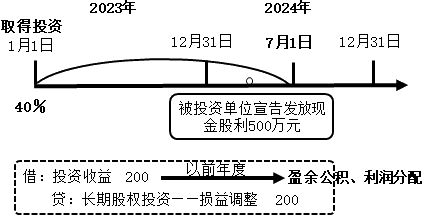 2023年 2024年
取得投资
1月1日 12月31日 7月1日 12月31日
40%
被投资单位宣告发放现
金股利500万元
以前年度
借：投资收益 200 盈余公积、利润分配
贷：长期股权投资——损益调整 200